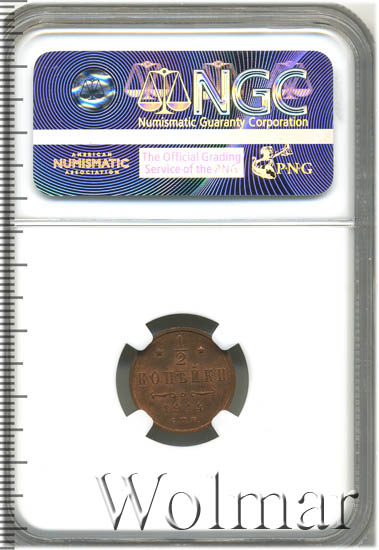 NGC
Numismatic Guaranty Corporation
AMERICAN
NUMISMATIC
ASSOCIATION
The Official Grading
Service of the PNG
PNG
1/2
КОПѢЙКИ
Wolmar